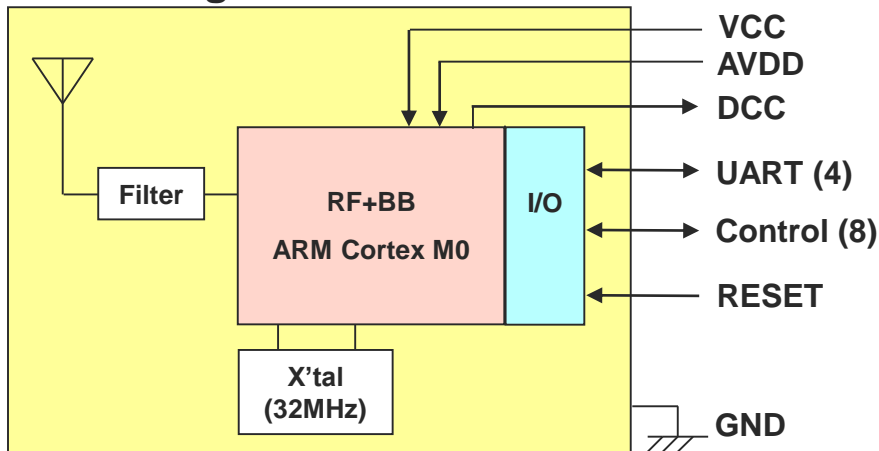 VCC
AVDD
DCC
Filter
RF+BB
ARM Cortex M0
I/O
UART (4)
Control (8)
RESET
X'tal
(32MHz)
GND